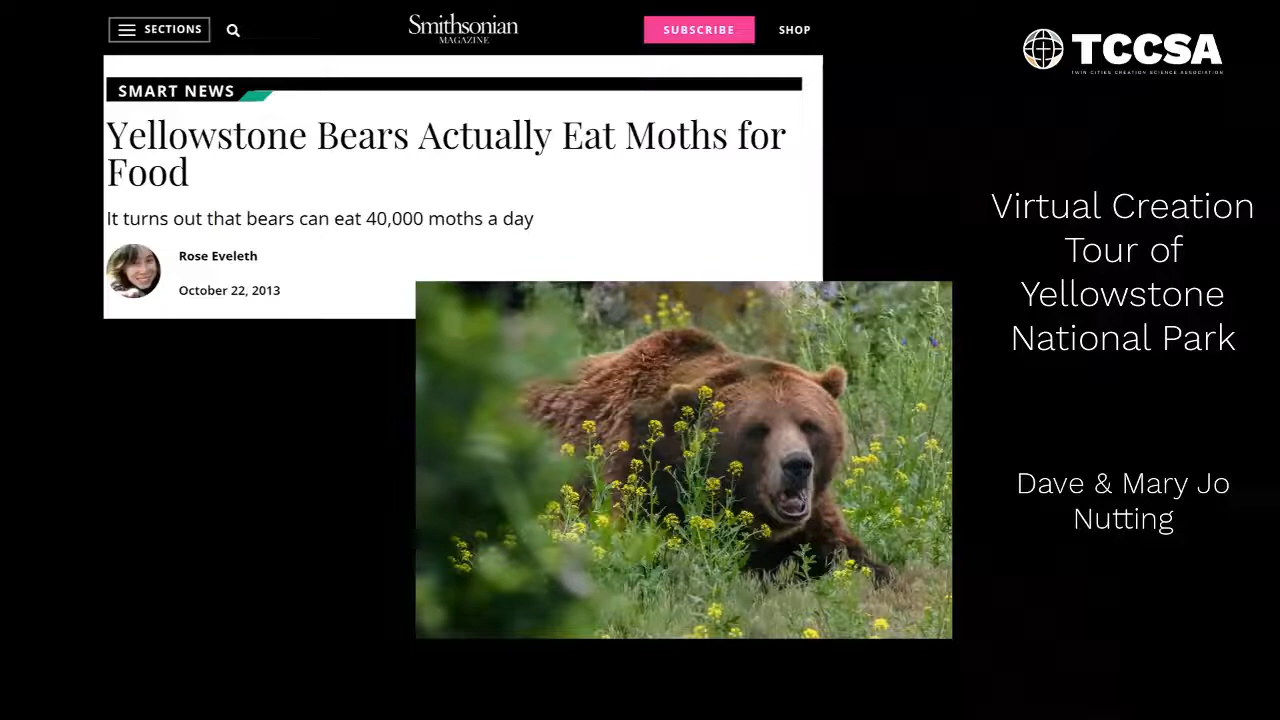 SECTIONS
Smithsonian
MAGAZINE
SUBSCRIBE
SHOP
TCCSA
TWIN CITIES CREATION SCIENCE ASSOCIATION
SMART NEWS
Yellowstone Bears Actually Eat Moths for
Food
It turns out that bears can eat 40,000 moths a day
Rose Eveleth
October 22, 2013
Virtual Creation
Tour of
Yellowstone
National Park
Dave & Mary Jo
Nutting